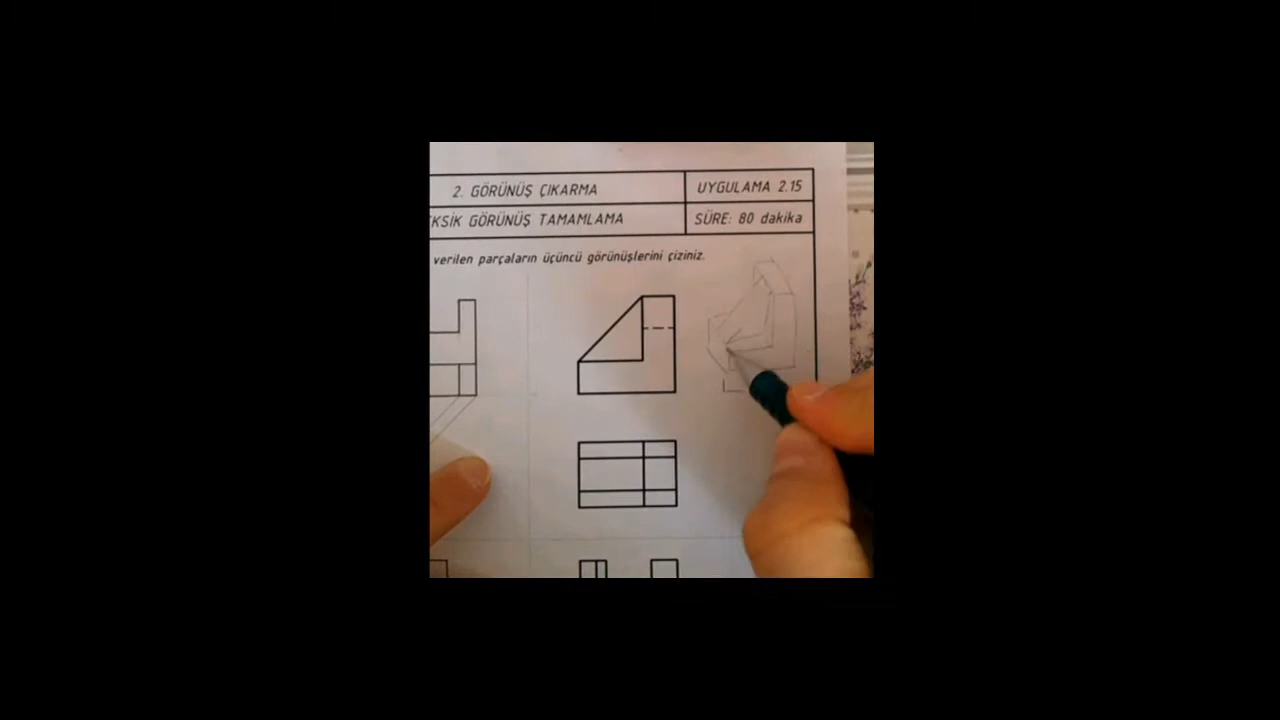 2. GÖRÜNÜŞ ÇIKARMA
UYGULAMA 2.15
KSİK GÖRÜNÜŞ TAMAMLAMA
SÜRE: 80 dakika
verilen parçaların üçüncü görünüşlerini çiziniz.